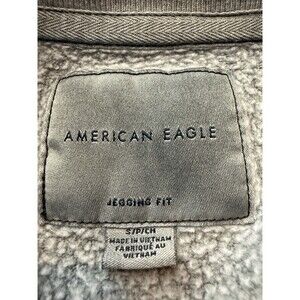 AMERICAN EAGLE
JEGGING FIT
S/P/CH
MADE IN VIETNAM
FABRIQUÉ AU
VIETNAM